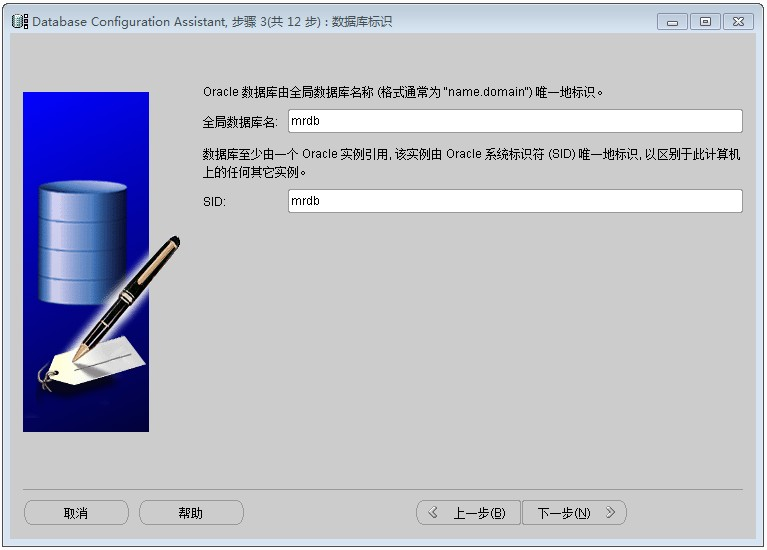 Database Configuration Assistant, 步骤 3(共 12 步) : 数据库标识
Oracle 数据库由全局数据库名称 (格式通常为 "name.domain") 唯一地标识。
全局数据库名: mrdb
数据库至少由一个 Oracle 实例引用, 该实例由 Oracle 系统标识符 (SID) 唯一地标识, 以区别于此计算机
上的任何其它实例。
SID: mrdb
取消 帮助 上一步(B) 下一步(N)